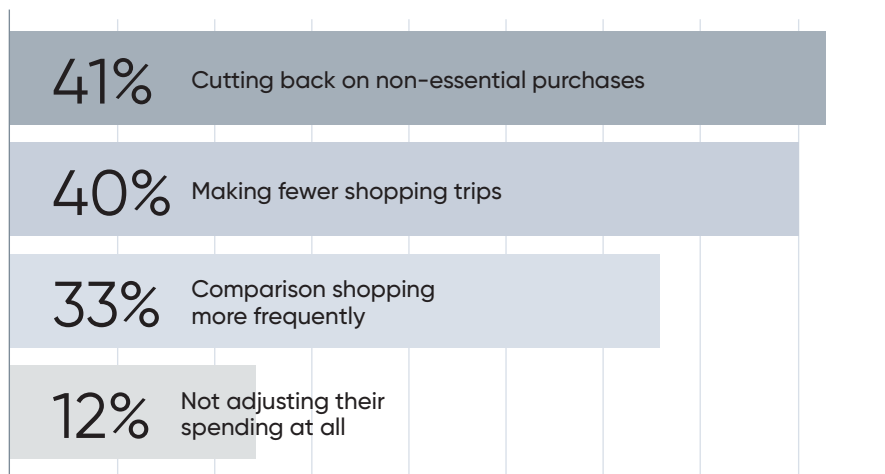 41% Cutting back on non-essential purchases
40% Making fewer shopping trips
33% Comparison shopping
more frequently
12% Not adjusting their
spending at all